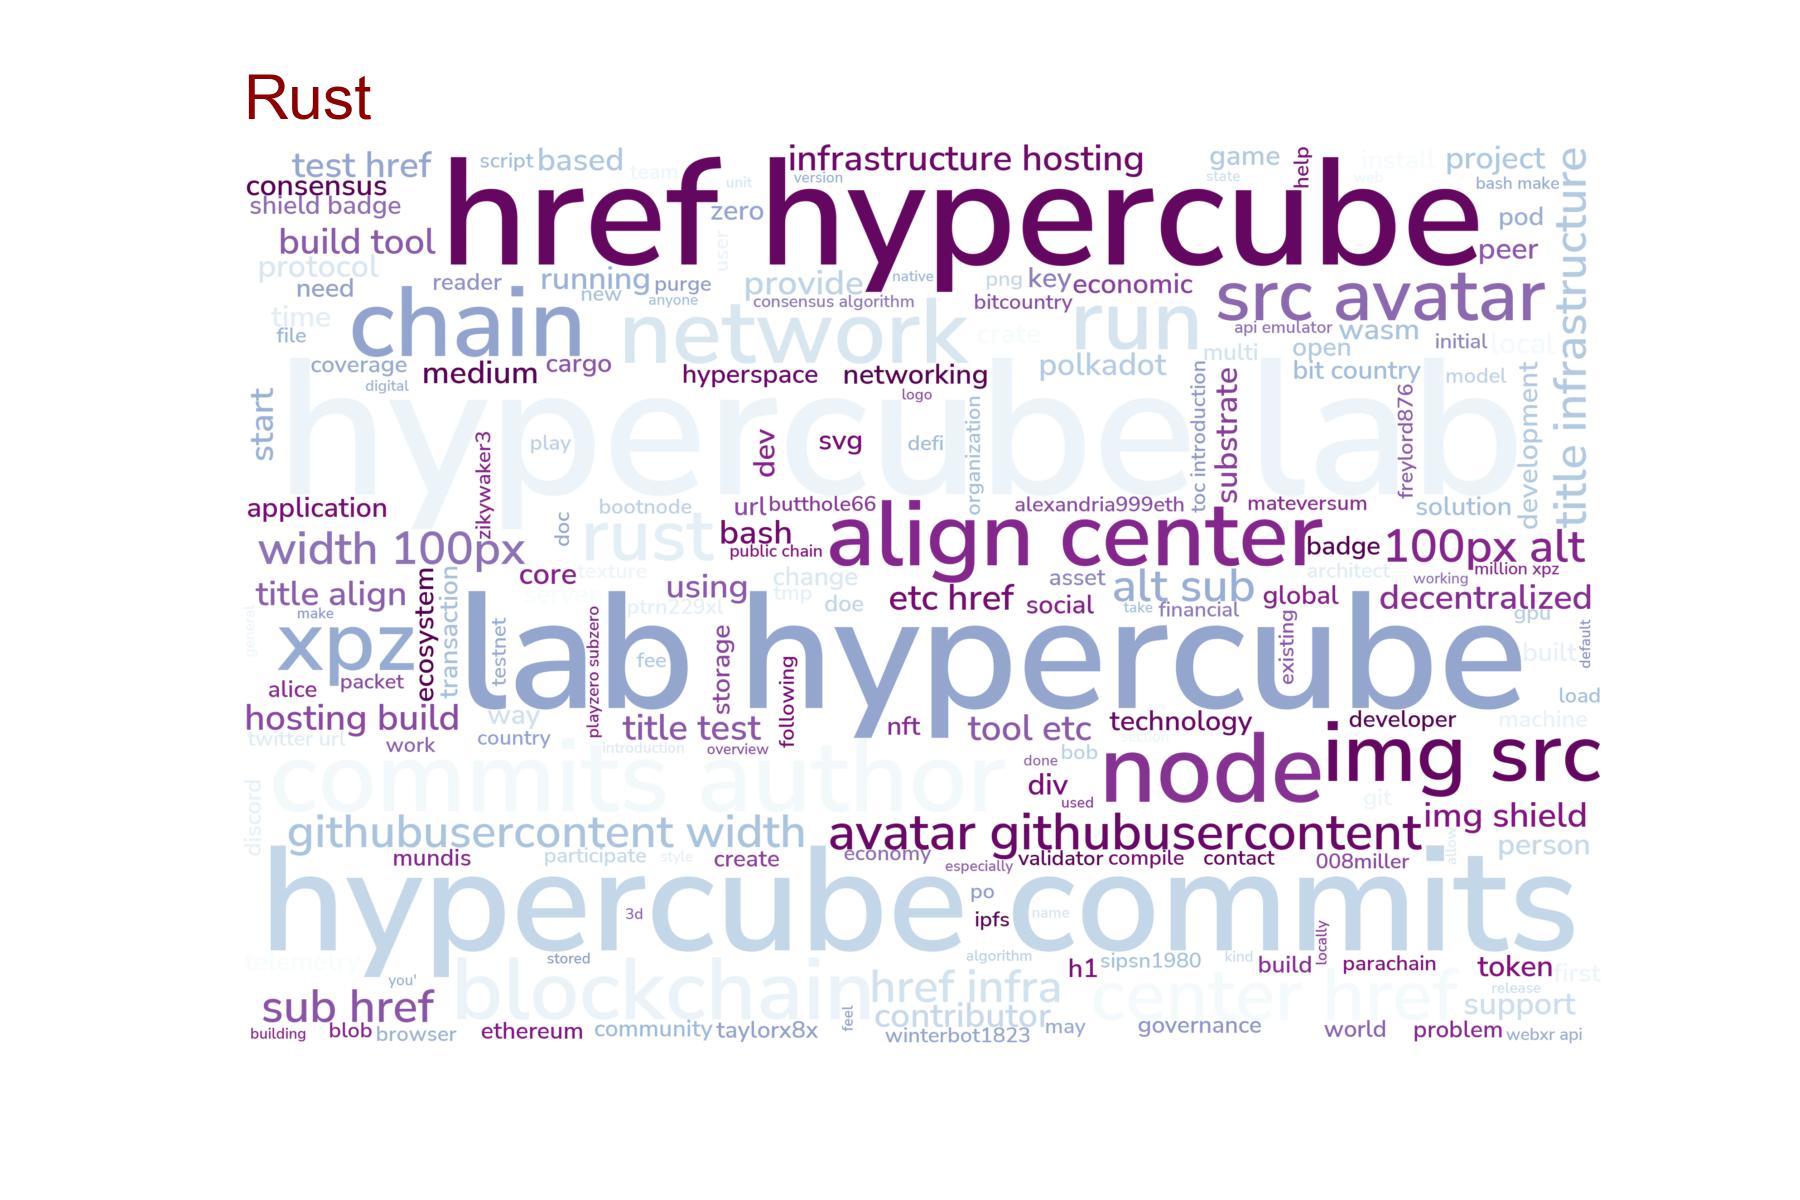 Rust
test href
script
based
team
infrastructure hosting
game
help
install
project
title infrastructure
consensus
unit
version
state
web
bash make
shield badge
href hypercube
zero
pod
build tool
user
peer
protocol
need
reader
running
new
purge
anyone
provide
native
png
key
economic
src avatar
consensus algorithm
bitcountry
time
file
chain
network
crate
run
api emulator
wasm
initial
local
coverage
digital
medium
cargo
hyperspace
networking
logo
polkadot
multi
open
bit country
model
hypercube lab
start
zikywaker3
play
dev
svg
defi
organization
toc introduction
substrate
freylord876
development
application
doc
bootnode
url
butthole66
alexandria999eth
mateversum
solution
width 100px
rust
bash
public chain
align center
badge
100px alt
million xpz
title align
core
texture
server
using
change
tmp
asset
alt sub
architect
working
make
ecosystem
transaction
ptrn229xl
doe
etc href
social
take
financial
global
decentralized
gpu
general
xpz
testnet
playzero subzero
fee
storage
following
existing
built
default
lab hypercube
alice
packet
load
hosting build
way
title test
nft
tool etc
technology
developer
machine
twitter url
work
country
introduction
overview
section
bob
done
img src
commits author
div
used
node
git
discord
githubusercontent width
avatar githubusercontent
img shield
mundis
participate
style
create
economy
especially
validator
compile
contact
008miller
allow
person
hypercube commits
3d
po
ipfs
name
locally
telemetry
stored
algorithm
h1
sipsn1980
kind
build
parachain
token
first
you'
blockchain
href infra
center href
release
sub href
contributor
support
building
blob
browser
ethereum
community
taylorx8x
feel
winterbot1823
may
governance
world
problem
webxr api